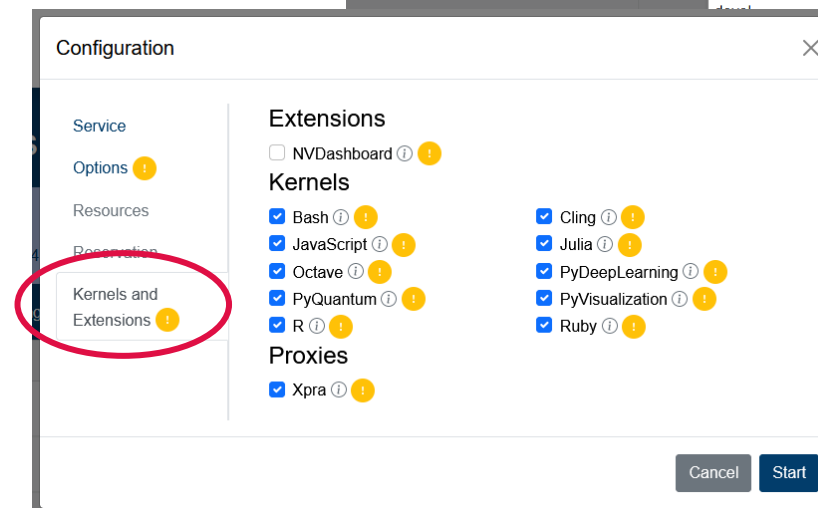 Configuration
Service
Options
Resources
Reservation
Kernels and
Extensions
Extensions
NVDashboard
Kernels
Bash
Cling
JavaScript
Julia
Octave
PyDeepLearning
PyQuantum
PyVisualization
R
Ruby
Proxies
Xpra
Cancel
Start